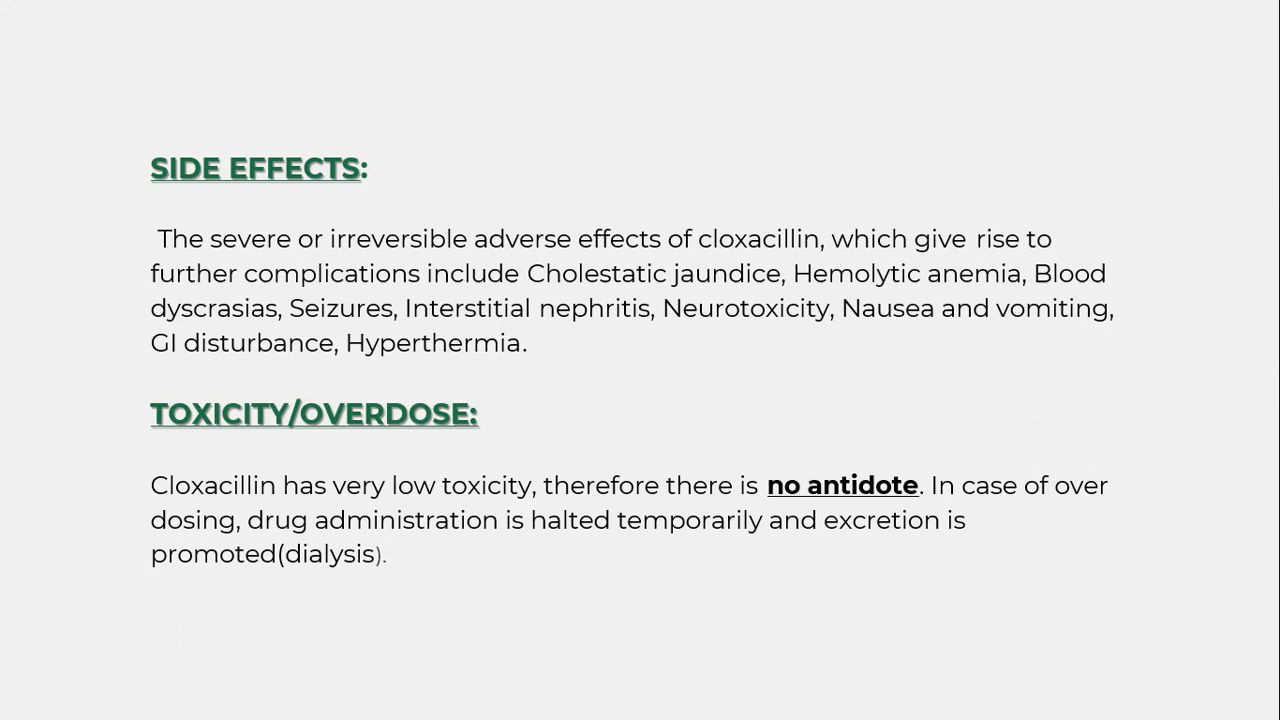 SIDE EFFECTS:
The severe or irreversible adverse effects of cloxacillin, which give rise to
further complications include Cholestatic jaundice, Hemolytic anemia, Blood
dyscrasias, Seizures, Interstitial nephritis, Neurotoxicity, Nausea and vomiting,
GI disturbance, Hyperthermia.
TOXICITY/OVERDOSE:
Cloxacillin has very low toxicity, therefore there is no antidote. In case of over
dosing, drug administration is halted temporarily and excretion is
promoted(dialysis).